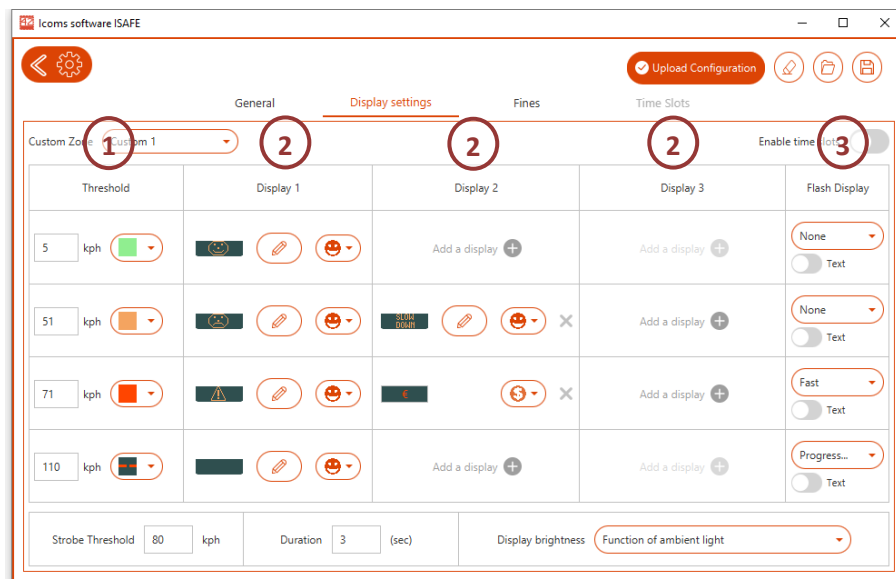 Icoms software ISAFE
Upload Configuration
General Display settings Fines Time Slots
Custom Zone Custom 1 Enable time slots
1 2 2 2 3
Threshold Display 1 Display 2 Display 3 Flash Display
5 kph Add a display Add a display None
Text
51 kph SLOW DOWN Add a display None
Text
71 kph € Add a display Fast
Text
110 kph Add a display Add a display Progress...
Text
Strobe Threshold 80 kph Duration 3 (sec) Display brightness Function of ambient light